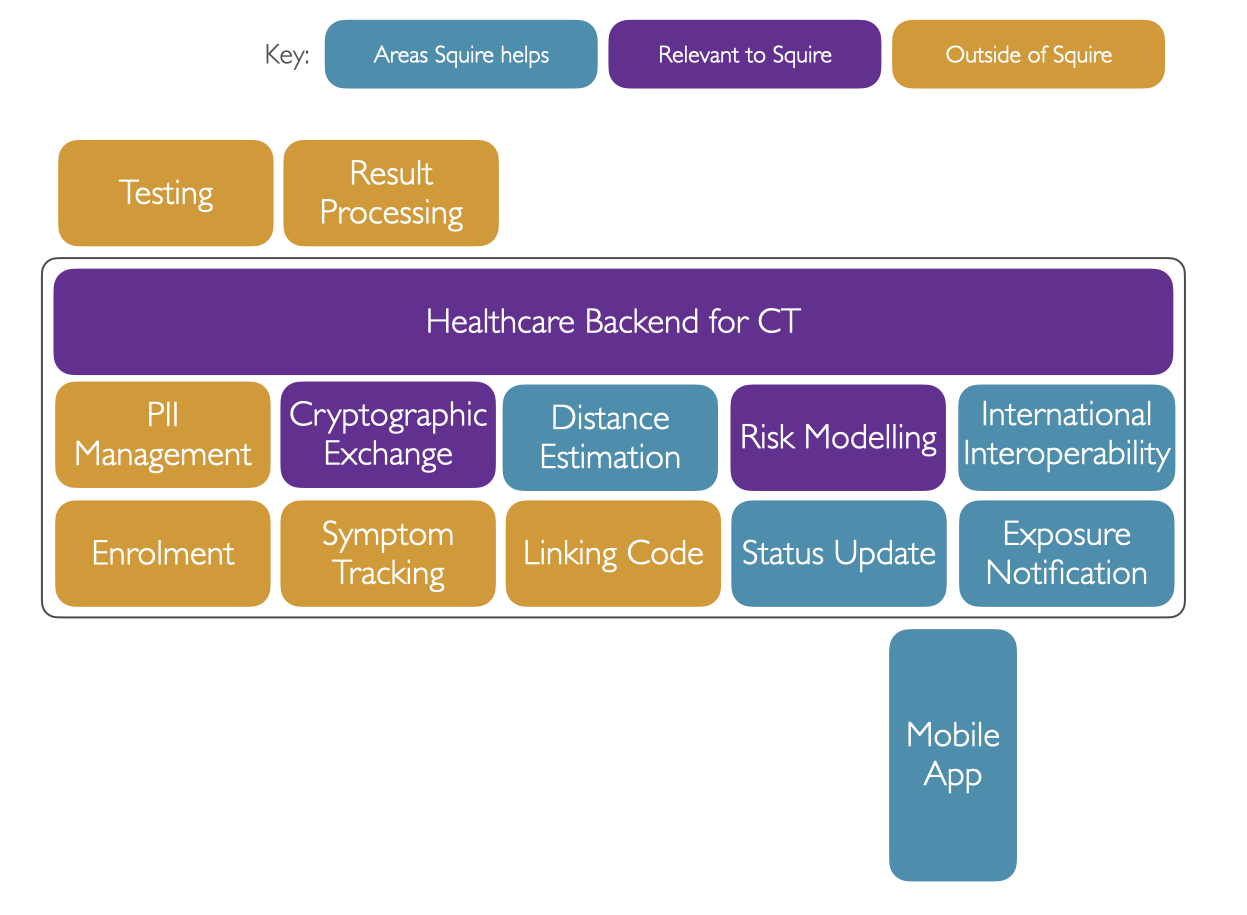 Key:
Areas Squire helps
Relevant to Squire
Outside of Squire
Testing
Result
Processing
Healthcare Backend for CT
PII
Management
Cryptographic
Exchange
Distance
Estimation
Risk Modelling
International
Interoperability
Enrolment
Symptom
Tracking
Linking Code
Status Update
Exposure
Notification
Mobile
App